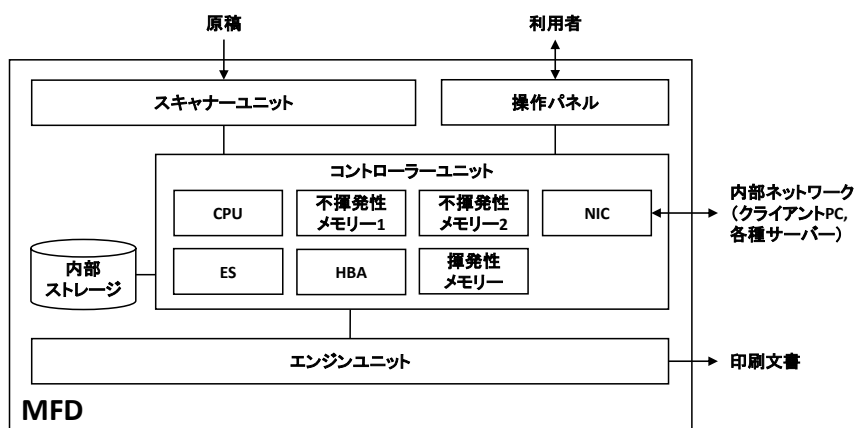 原稿
利用者
スキャナーユニット
操作パネル
コントローラーユニット
CPU
不揮発性
メモリー1
不揮発性
メモリー2
NIC
内部ネットワーク
（クライアントPC,
各種サーバー）
内部
ストレージ
ES
HBA
揮発性
メモリー
エンジンユニット
印刷文書
MFD